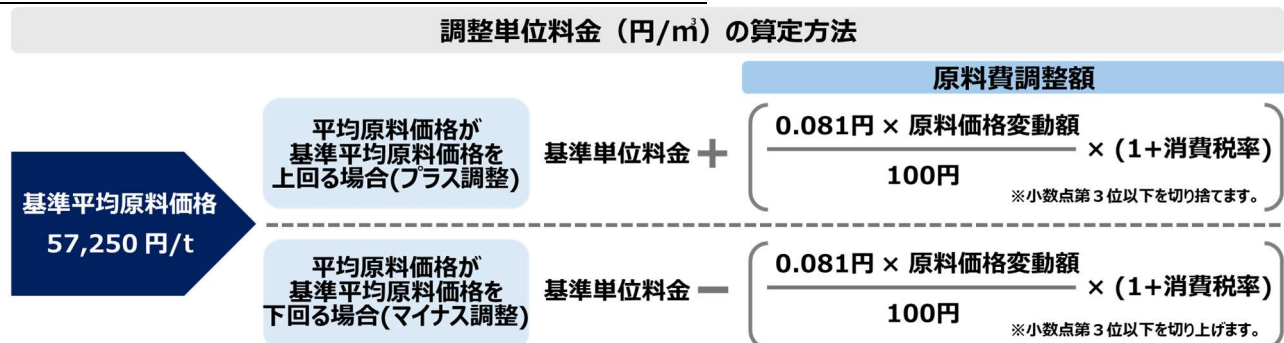 調整単位料金（円/㎥）の算定方法
原料費調整額
基準平均原料価格
57,250 円/t
平均原料価格が
基準平均原料価格を
上回る場合(プラス調整)
基準単位料金 ＋
0.081円 × 原料価格変動額
100円
× (1+消費税率)
※小数点第３位以下を切り捨てます。
平均原料価格が
基準平均原料価格を
下回る場合(マイナス調整)
基準単位料金 －
0.081円 × 原料価格変動額
100円
× (1+消費税率)
※小数点第３位以下を切り上げます。